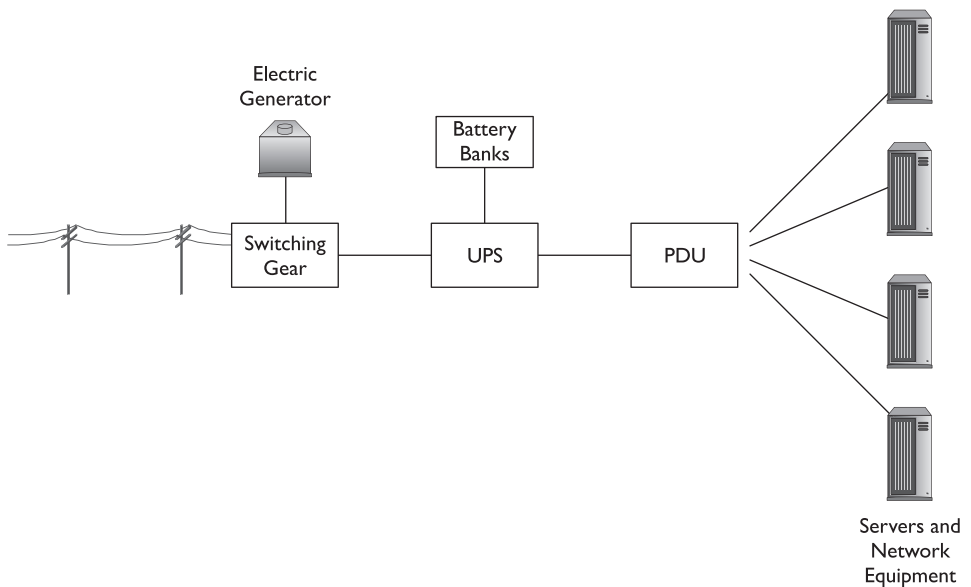 Electric
Generator
Battery
Banks
Switching
Gear
UPS
PDU
Servers and
Network
Equipment